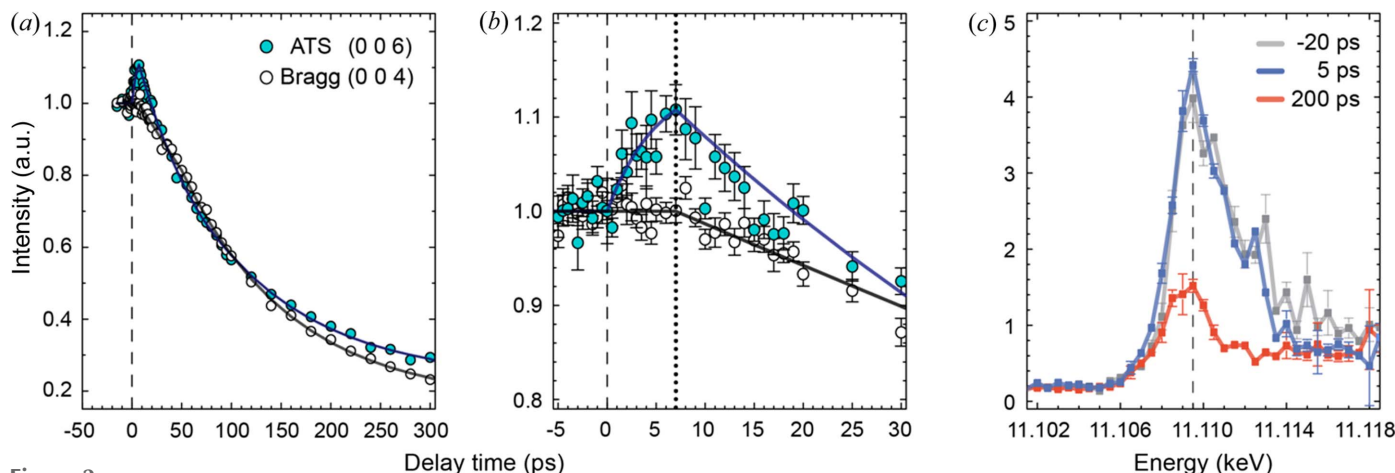 (a)
1.2
1.0
0.8
0.6
0.4
0.2
Intensity (a.u.)
ATS (0 0 6)
Bragg (0 0 4)
-50 0 50 100 150 200 250 300
(b)
1.2
1.1
1.0
0.9
0.8
-5 0 5 10 15 20 25 30
Delay time (ps)
(c)
5
4
3
2
1
0
-20 ps
5 ps
200 ps
11.102 11.106 11.110 11.114 11.118
Energy (keV)